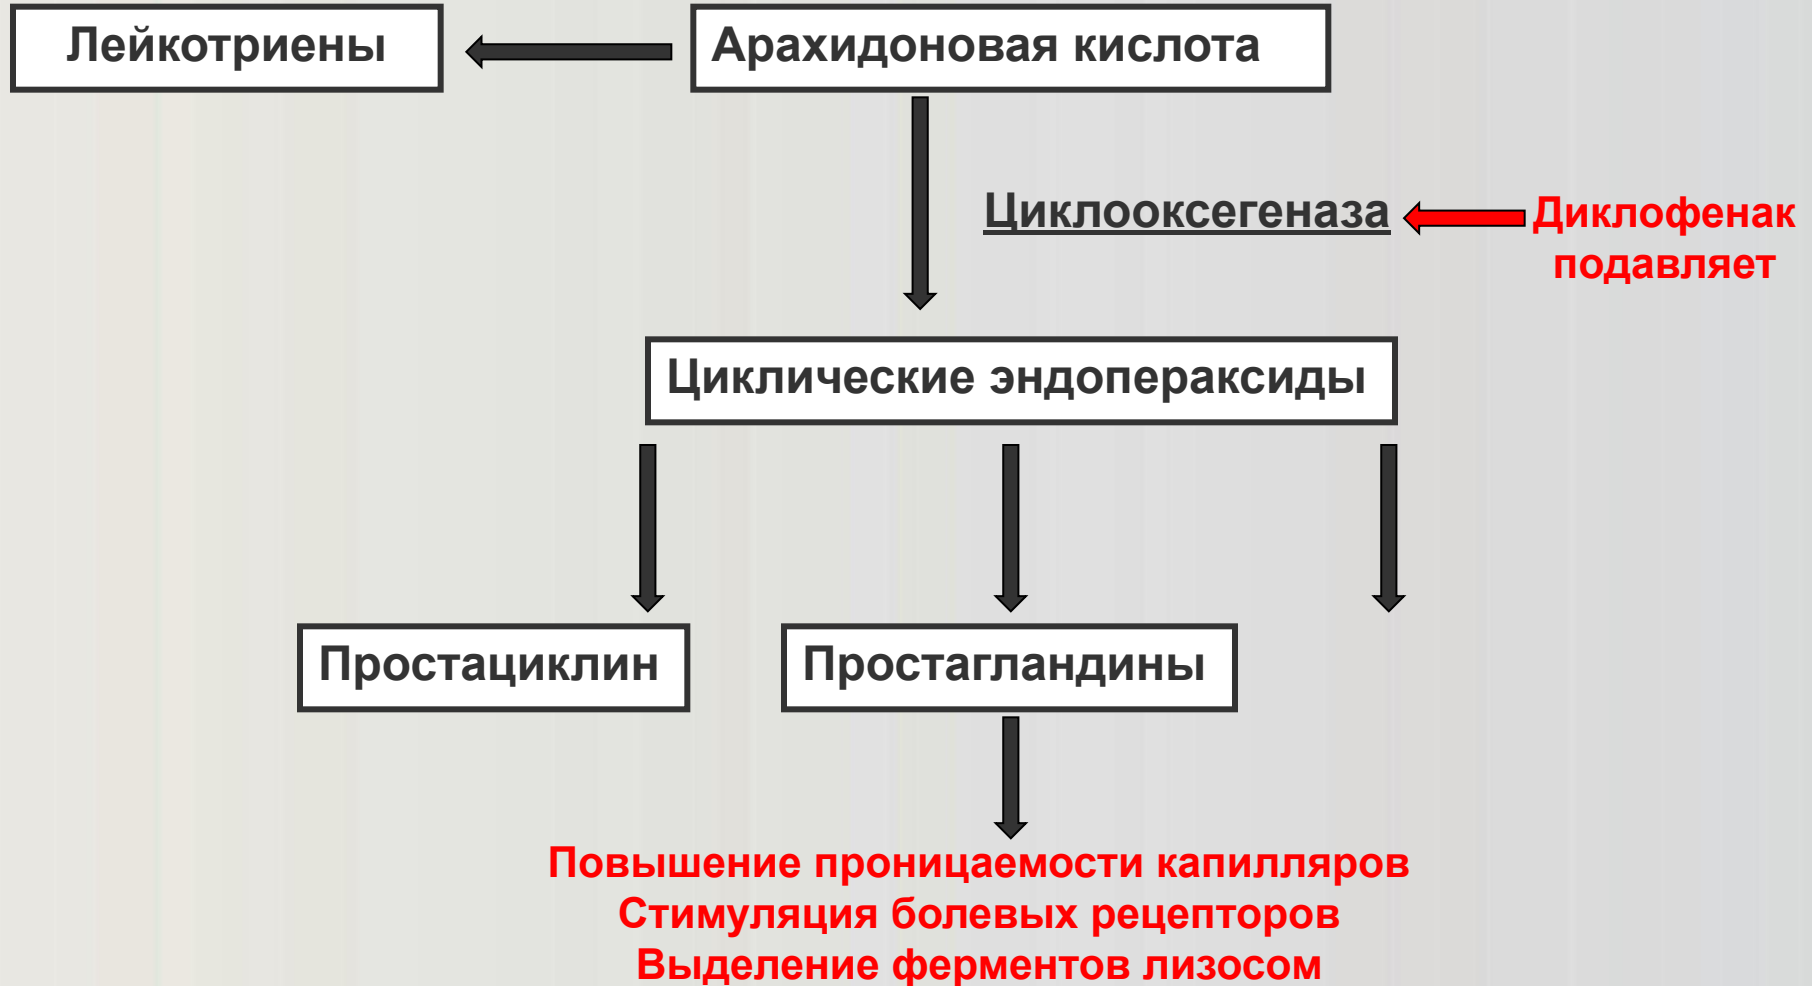 Лейкотриены
Арахидоновая кислота
Циклооксегеназа
Диклофенак
подавляет
Циклические эндопераксиды
Простациклин
Простагландины
Повышение проницаемости капилляров
Стимуляция болевых рецепторов
Выделение ферментов лизосом